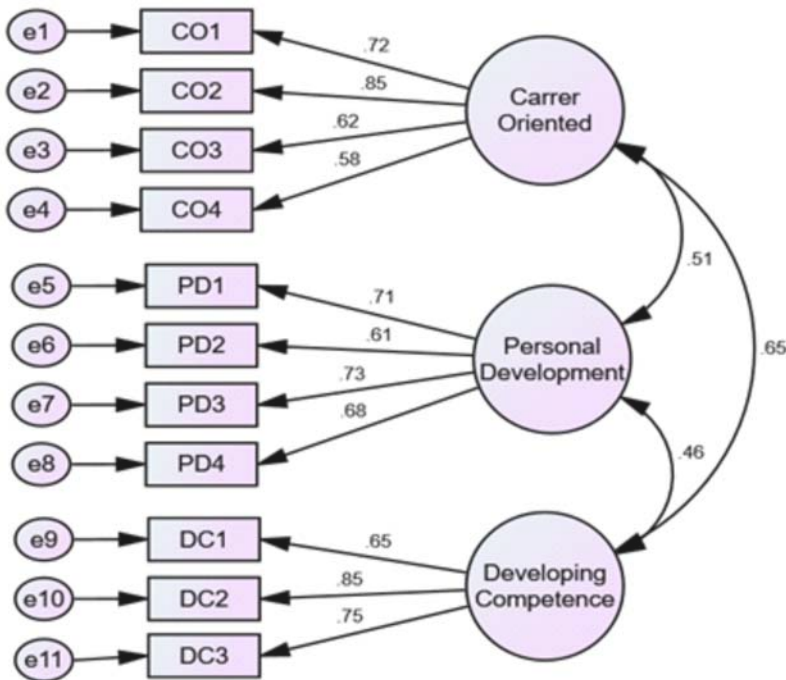 e1
CO1
.72
e2
CO2
.85
e3
CO3
.62
e4
CO4
.58
Carrer
Oriented
e5
PD1
.71
e6
PD2
.61
e7
PD3
.73
e8
PD4
.68
Personal
Development
.51
.65
.46
e9
DC1
.65
e10
DC2
.85
e11
DC3
.75
Developing
Competence